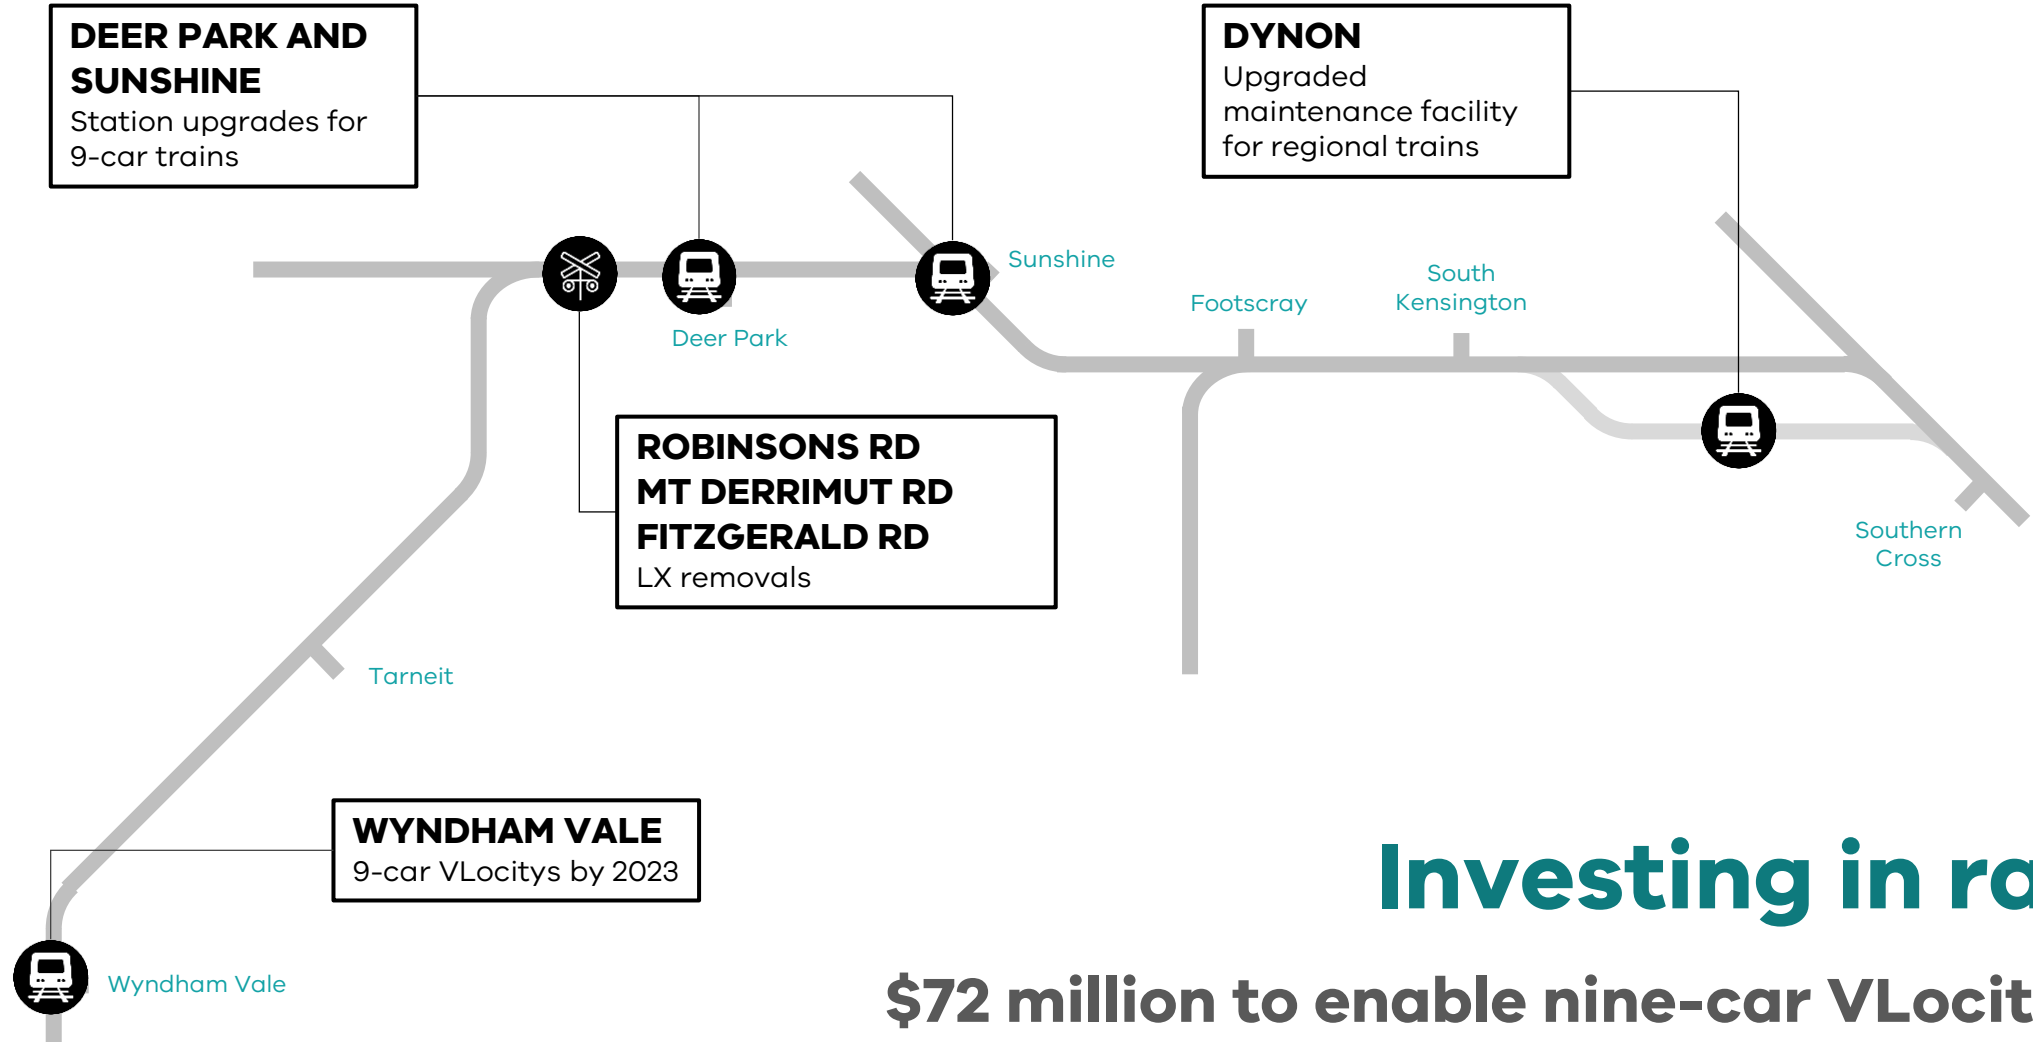 DEER PARK AND
SUNSHINE
Station upgrades for
9-car trains
DYNON
Upgraded
maintenance facility
for regional trains
Sunshine
Footscray
South
Kensington
Deer Park
ROBINSONS RD
MT DERRIMUT RD
FITZGERALD RD
LX removals
Southern
Cross
Tarneit
WYNDHAM VALE
9-car VLocitys by 2023
Wyndham Vale
Investing in
$72 million to enable nine-car